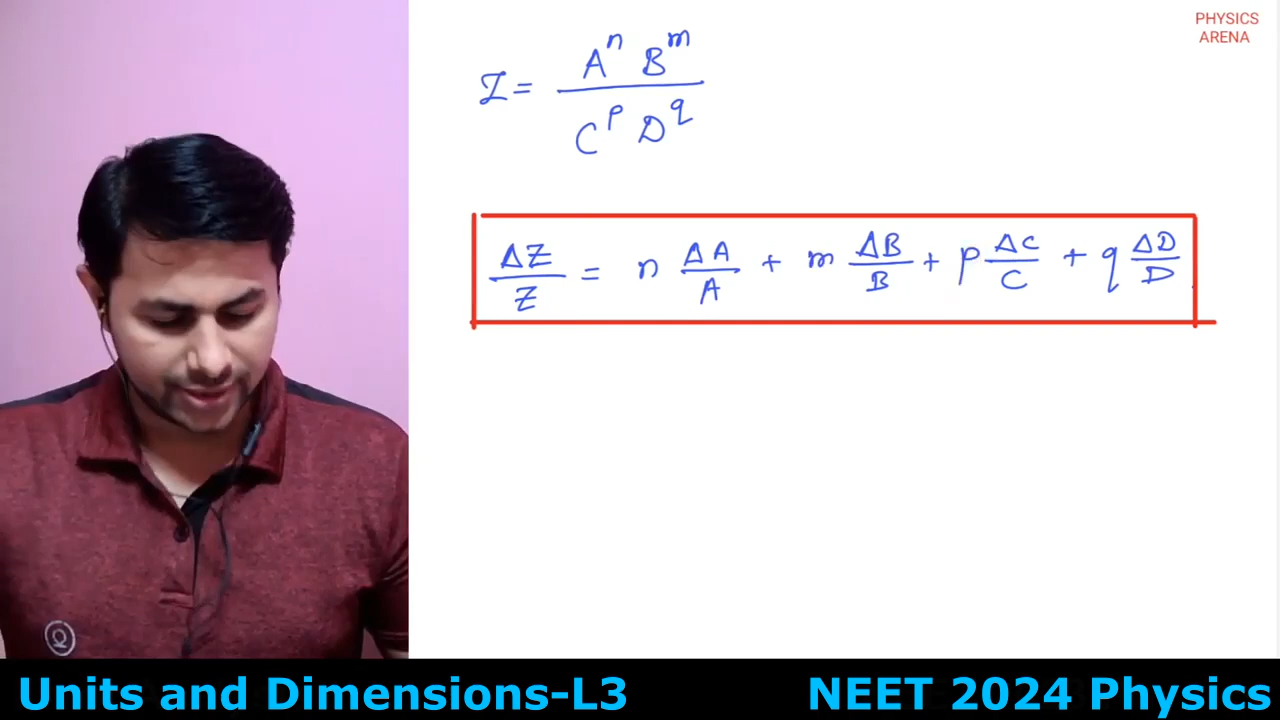 PHYSICS
ARENA
Z = A^n B^m / C^p D^q
ΔZ/Z = n ΔA/A + m ΔB/B + p ΔC/C + q ΔD/D
Units and Dimensions-L3 NEET 2024 Physics